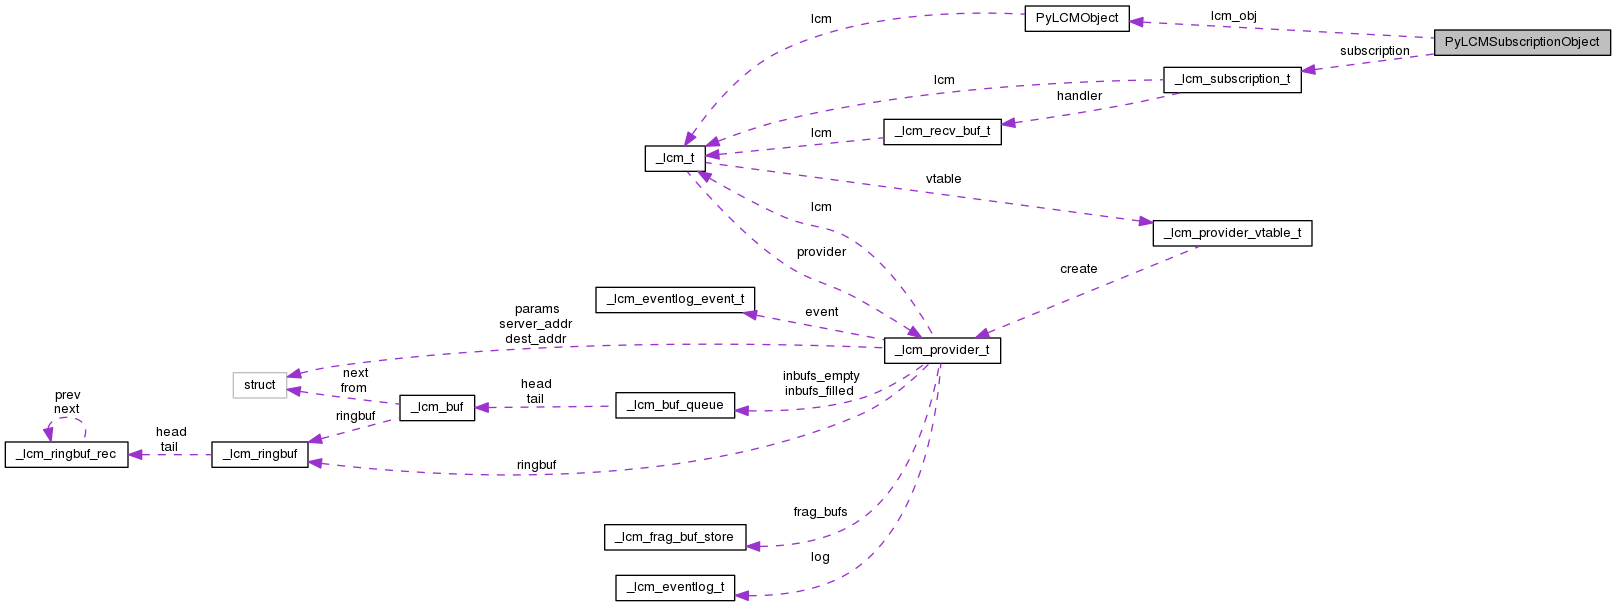 lcm
PyLCMObject
lcm_obj
PyLCMSubscriptionObject
subscription
lcm
_lcm_subscription_t
handler
lcm
_lcm_recv_buf_t
_lcm_t
vtable
lcm
_lcm_provider_vtable_t
provider
create
_lcm_eventlog_event_t
event
params
server_addr
dest_addr
_lcm_provider_t
struct
next
from
head
tail
inbufs_empty
inbufs_filled
prev
next
_lcm_buf
_lcm_buf_queue
ringbuf
head
tail
_lcm_ringbuf_rec
_lcm_ringbuf
ringbuf
frag_bufs
_lcm_frag_buf_store
log
_lcm_eventlog_t